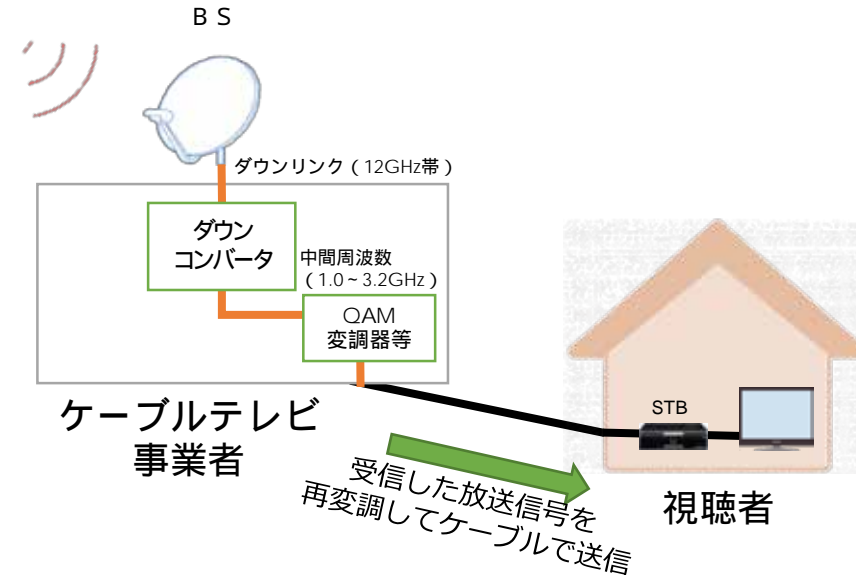 ＢＳ
ダウンリンク（12GHz帯）
ダウン
コンバータ
中間周波数
（1.0～3.2GHz）
QAM
変調器等
ケーブルテレビ
事業者
STB
視聴者
受信した放送信号を
再変調してケーブルで送信